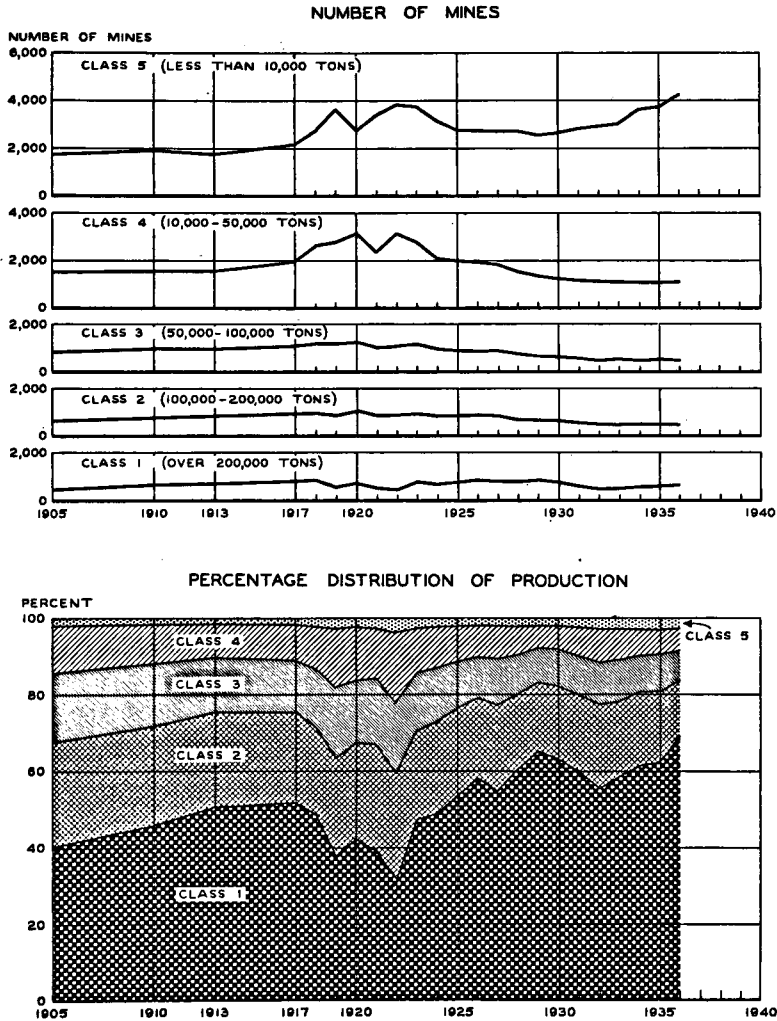 NUMBER OF MINES
NUMBER OF MINES
6,000
CLASS 5 (LESS THAN 10,000 TONS)
4,000
2,000
0
4,000
CLASS 4 (10,000-50,000 TONS)
2,000
0
2,000
CLASS 3 (50,000-100,000 TONS)
0
2,000
CLASS 2 (100,000-200,000 TONS)
0
2,000
CLASS 1 (OVER 200,000 TONS)
0
1905 1910 1913 1917 1920 1925 1930 1935 1940
PERCENTAGE DISTRIBUTION OF PRODUCTION
PERCENT
100
CLASS 4
CLASS 5
CLASS 3
80
CLASS 2
60
40
CLASS 1
20
0
1905 1910 1913 1917 1920 1925 1930 1935 1940